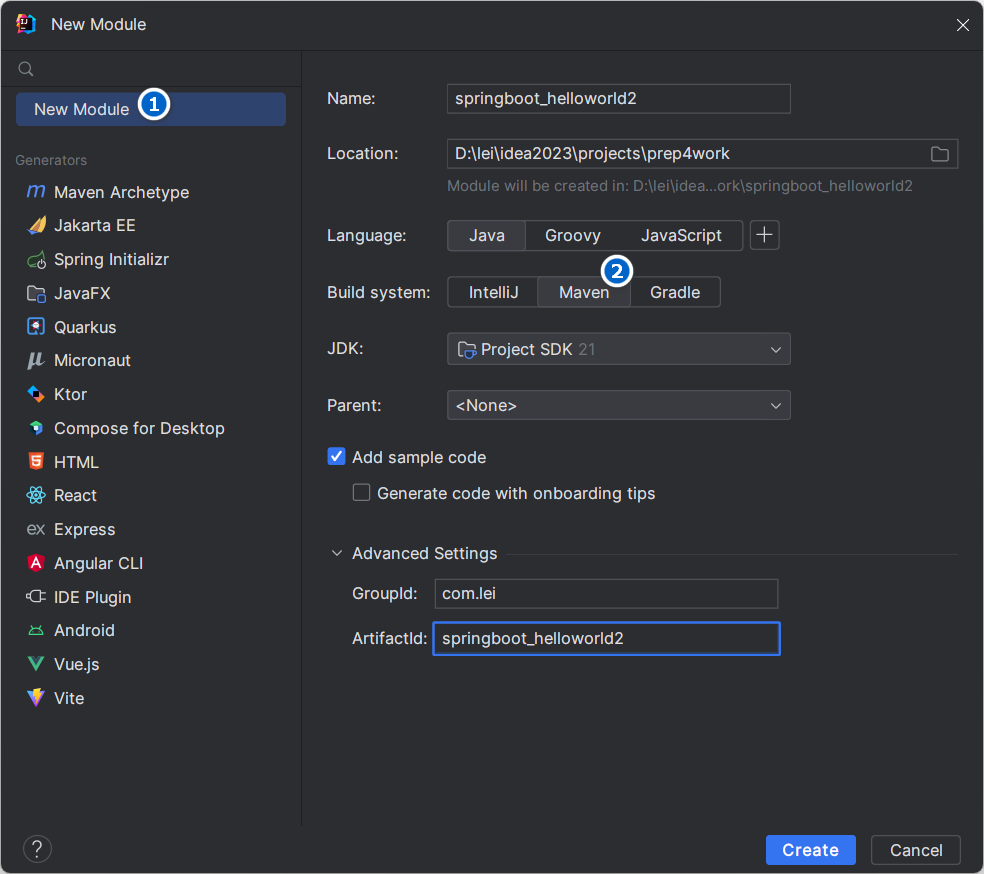 New Module
New Module 1
Generators
Maven Archetype
Jakarta EE
Spring Initializr
JavaFX
Quarkus
Micronaut
Ktor
Compose for Desktop
HTML
React
Express
Angular CLI
IDE Plugin
Android
Vue.js
Vite
Name: springboot_helloworld2
Location: D:\lei\idea2023\projects\prep4work
Module will be created in: D:\lei\idea...ork\springboot_helloworld2
Language: Java Groovy JavaScript
2
Build system: IntelliJ Maven Gradle
JDK: Project SDK 21
Parent: <None>
Add sample code
Generate code with onboarding tips
Advanced Settings
GroupId: com.lei
ArtifactId: springboot_helloworld2
? Create Cancel